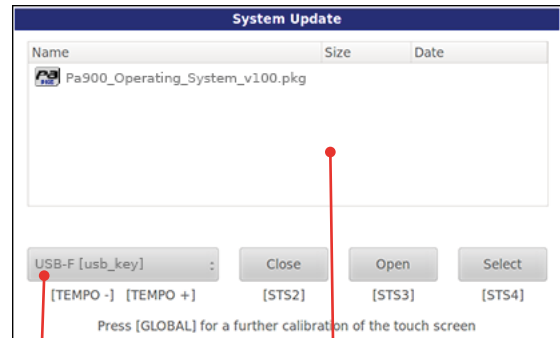 System Update
Name Size Date
Pa900_Operating_System_v100.pkg
USB-F [usb_key] Close Open Select
[TEMPO -] [TEMPO +] [STS2] [STS3] [STS4]
Press [GLOBAL] for a further calibration of the touch screen